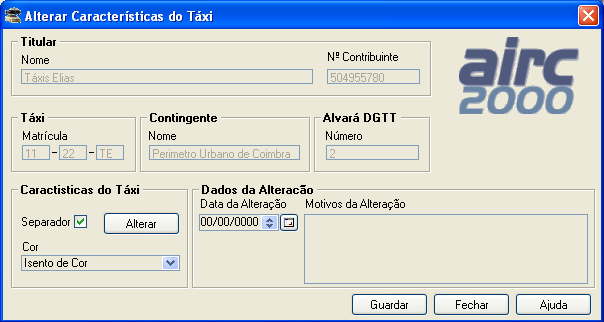 Alterar Características do Táxi
Titular
Nome
Nº Contribuinte
Táxis Elias
504955780
airc
2000
Táxi
Matrícula
11 - 22 - TE
Contingente
Nome
Perimetro Urbano de Coimbra
Alvará DGTT
Número
2
Caractisticas do Táxi
Separador
Alterar
Cor
Isento de Cor
Dados da Alteração
Data da Alteração
Motivos da Alteração
00/00/0000
Guardar
Fechar
Ajuda